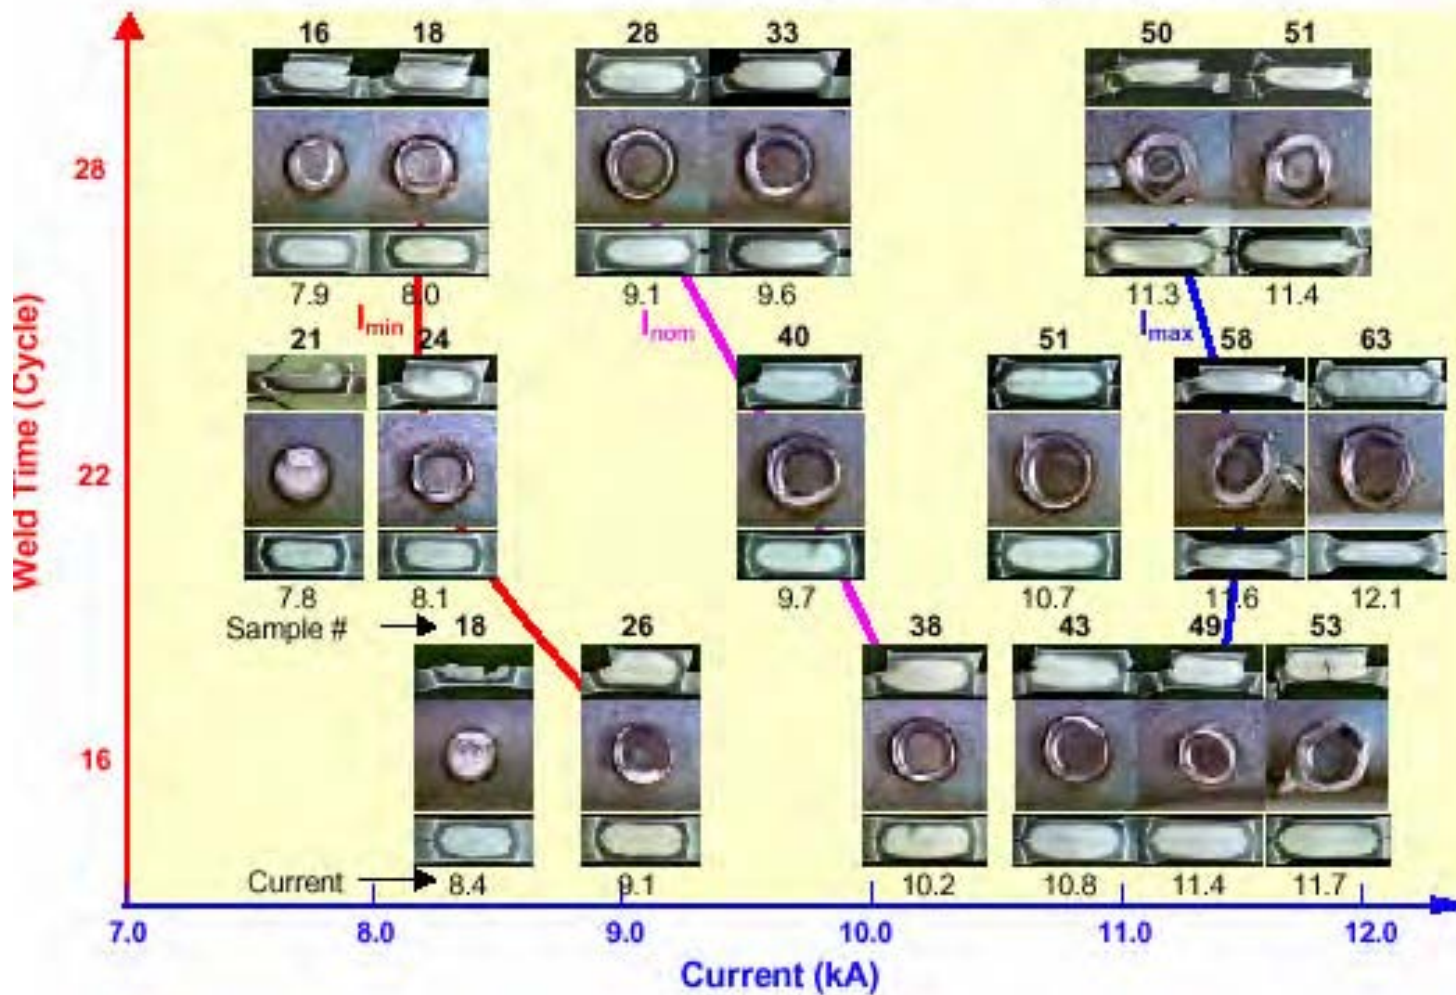 16 18 28 33 50 51
28
7.9 8.0 9.1 9.6 11.3 11.4
Imin Inom Imax
21 24 40 51 58 63
22
7.8 8.1 9.7 10.7 11.6 12.1
Sample # 18 26 38 43 49 53
16
Current 8.4 9.1 10.2 10.8 11.4 11.7
7.0 8.0 9.0 10.0 11.0 12.0
Current (kA)
Weld Time (Cycle)